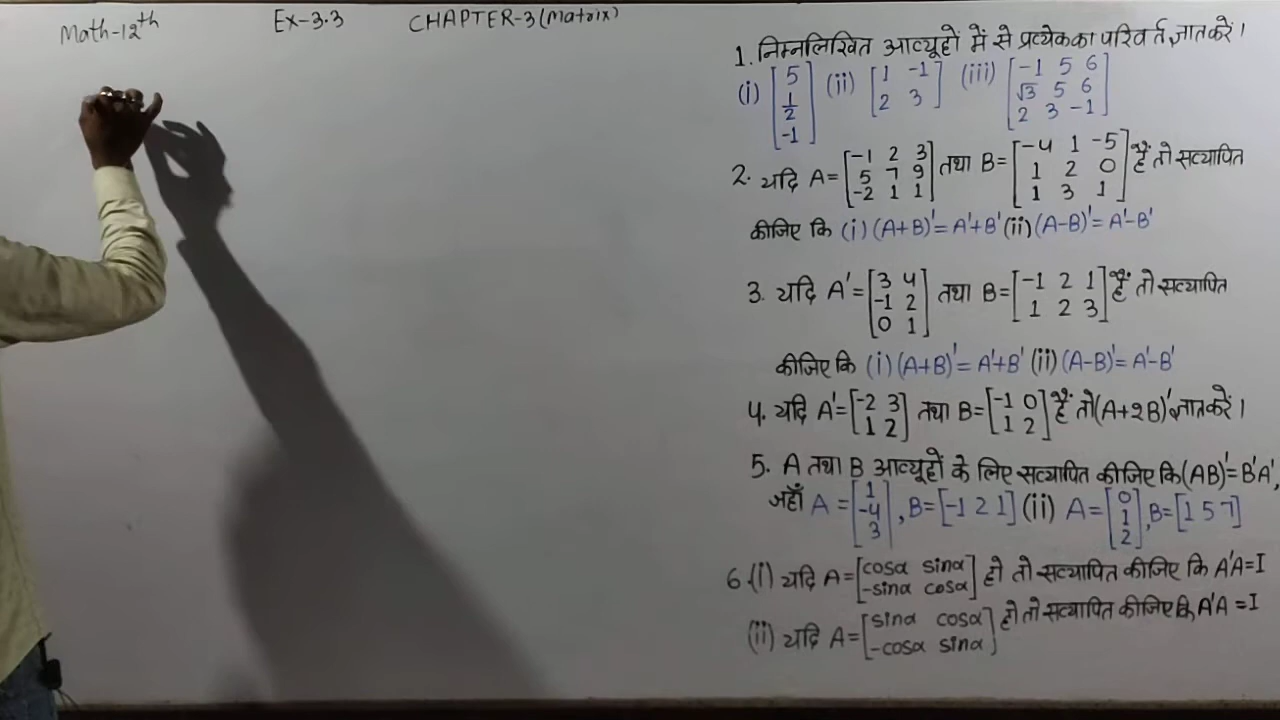 Math-12th Ex-3.3 CHAPTER-3(Matrix)
1. निम्नलिखित आव्यूहों में से प्रत्येक का परिवर्त ज्ञात करें।
(i) [5 1/2 -1] (ii) [1 -1 2 3] (iii) [-1 5 6 √3 5 6 2 3 -1]
2. यदि A= [-1 2 3 5 7 9 -2 1 1] तथा B= [-4 1 -5 1 2 0 1 3 1] हैं तो सत्यापित
कीजिए कि (i) (A+B)'= A'+B' (ii) (A-B)'= A'-B'
3. यदि A'= [3 4 -1 2 0 1] तथा B= [-1 2 1 1 2 3] हैं तो सत्यापित
कीजिए कि (i) (A+B)'= A'+B' (ii) (A-B)'= A'-B'
4. यदि A'= [-2 3 1 2] तथा B= [-1 0 1 2] हैं तो (A+2B)' ज्ञात करें।
5. A तथा B आव्यूहों के लिए सत्यापित कीजिए कि (AB)'= B'A',
जहाँ A = [1 -4 3], B= [-1 2 1] (ii) A= [0 1 2], B= [1 5 7]
6.(i) यदि A= [cosα sinα -sinα cosα] हो तो सत्यापित कीजिए कि A'A=I
(ii) यदि A= [sinα cosα -cosα sinα] हो तो सत्यापित कीजिए कि A'A =I